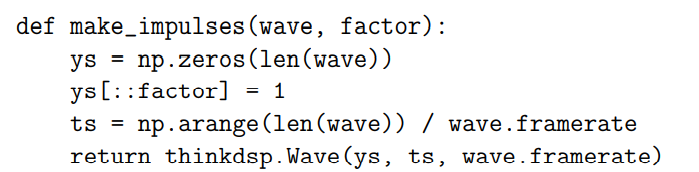 def make_impulses(wave, factor):
    ys = np.zeros(len(wave))
    ys[::factor] = 1
    ts = np.arange(len(wave)) / wave.framerate
    return thinkdsp.Wave(ys, ts, wave.framerate)